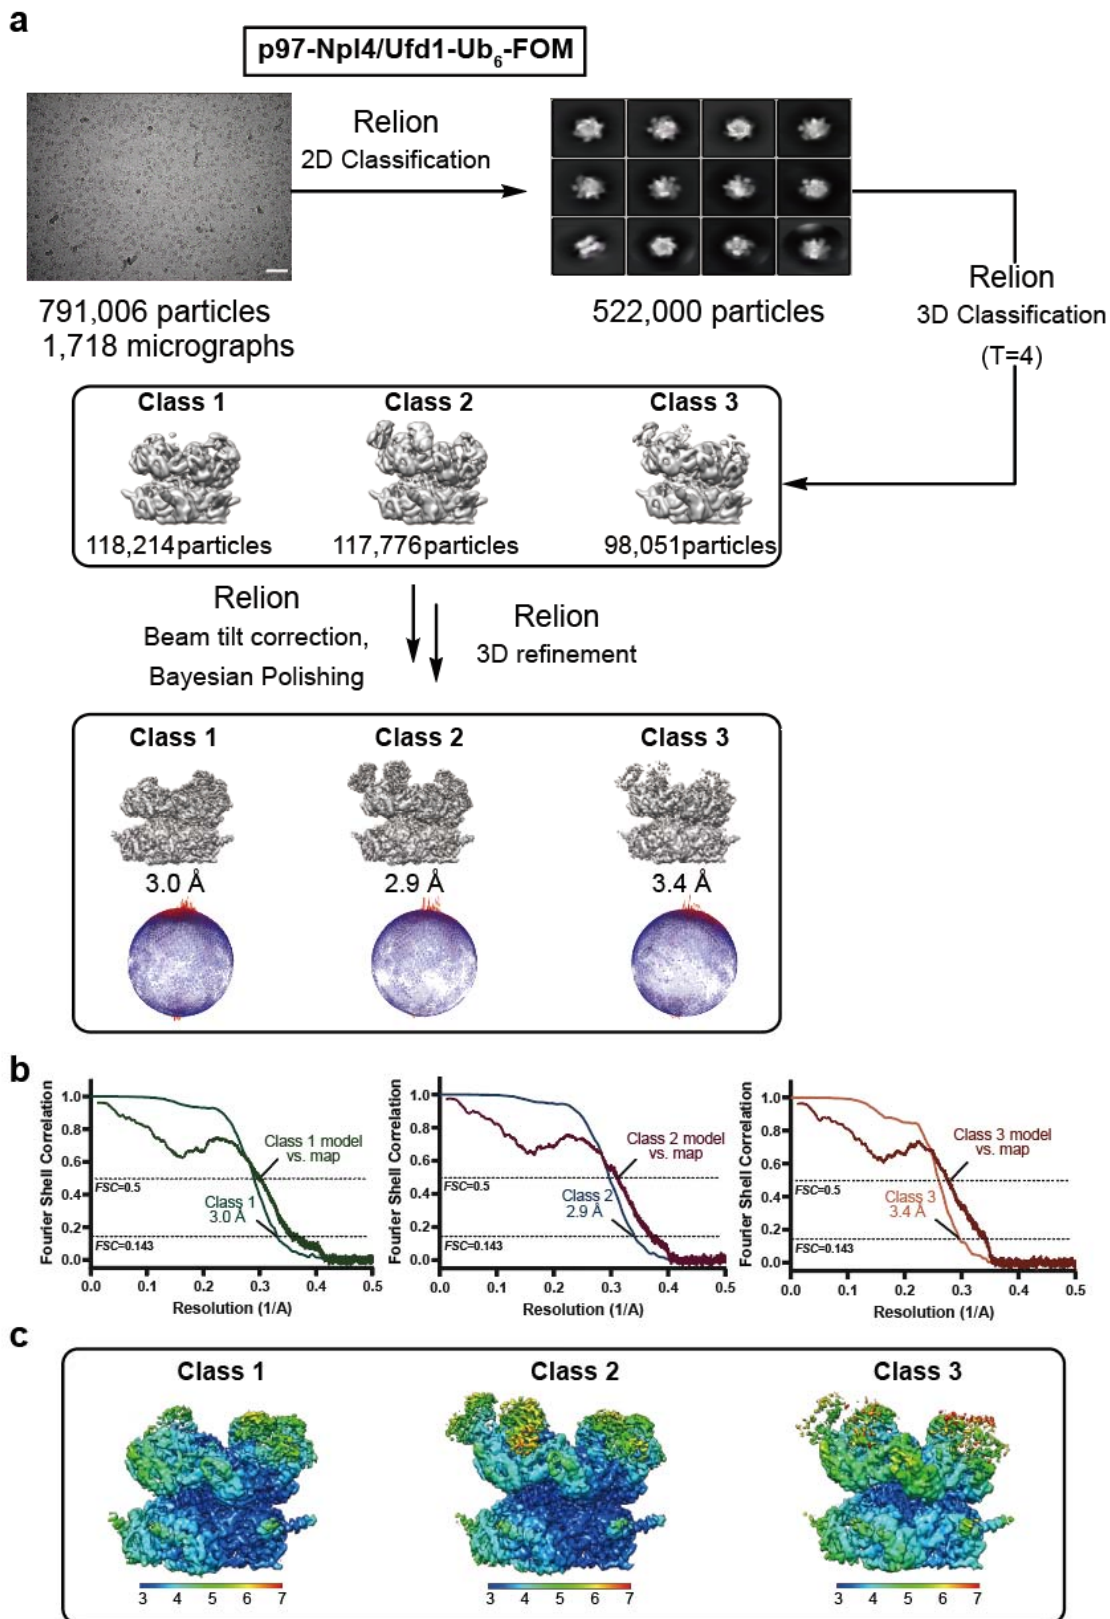 a
p97-Npl4/Ufd1-Ub6-FOM
Relion
2D Classification
791,006 particles
1,718 micrographs
522,000 particles
Relion
3D Classification
(T=4)
Class 1
Class 2
Class 3
118,214particles
117,776particles
98,051particles
Relion
Beam tilt correction,
Bayesian Polishing
Relion
3D refinement
Class 1
Class 2
Class 3
3.0 Å
2.9 Å
3.4 Å
b
Fourier Shell Correlation
1.0
0.8
0.6
0.4
0.2
0.0
Class 1 model
vs. map
FSC=0.5
Class 1
3.0 Å
FSC=0.143
0.0 0.1 0.2 0.3 0.4 0.5
Resolution (1/A)
Fourier Shell Correlation
1.0
0.8
0.6
0.4
0.2
0.0
Class 2 model
vs. map
FSC=0.5
Class 2
2.9 Å
FSC=0.143
0.0 0.1 0.2 0.3 0.4 0.5
Resolution (1/A)
Fourier Shell Correlation
1.0
0.8
0.6
0.4
0.2
0.0
Class 3 model
vs. map
FSC=0.5
Class 3
3.4 Å
FSC=0.143
0.0 0.1 0.2 0.3 0.4 0.5
Resolution (1/A)
c
Class 1
Class 2
Class 3
3 4 5 6 7
3 4 5 6 7
3 4 5 6 7